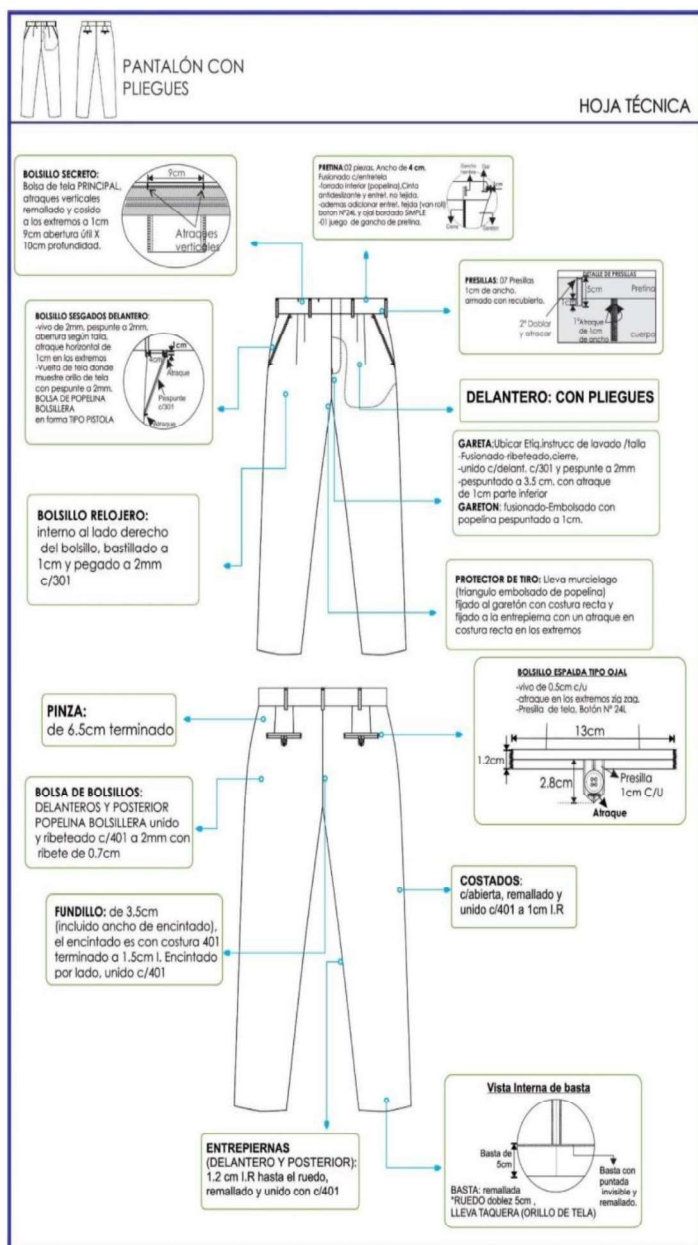 PANTALÓN CON
PLIEGUES
HOJA TÉCNICA
BOLSILLO SECRETO:
Bolsa de tela PRINCIPAL,
atraques verticales
remallado y cosido
a los extremos a 1cm
9cm abertura útil X
10cm profundidad.
9cm
Atraques
verticales
PRETINA:02 piezas, Ancho de 4 cm.
Fusionado c/entretela
-forrado interior (popelina),Cinta
antideslizante y entret. no tejida.
-ademas adicionar entret. tejida (van roll)
boton N°24L y ojal bordado SIMPLE
-01 juego de gancho de pretina.
Gancho
Ojal
Cierre
Garetón
PRESILLAS: 07 Presillas
1cm de ancho.
armado con recubierto.
DETALLE DE PRESILLAS
5cm
Pretina
1cm
2° Doblar
y atracar
1°Atraque
de 1cm
de ancho
cuerpo
BOLSILLO SESGADOS DELANTERO:
-vivo de 2mm, pespunte a 2mm.
abertura según talla,
atraque horizontal de
1cm en los extremos
-Vuelta de tela donde
muestre orillo de tela
con pespunte a 2mm.
BOLSA DE POPELINA
BOLSILLERA
en forma TIPO PISTOLA
1cm
4cm
Atraque
Pespunte
c/301
Atraque
DELANTERO: CON PLIEGUES
GARETA:Ubicar Etiq.instrucc de lavado /talla
-Fusionado-ribeteado,cierre,
-unido c/delant. c/301 y pespunte a 2mm
-pespuntado a 3.5 cm. con atraque
de 1cm parte inferior
GARETON: fusionado-Embolsado con
popelina pespuntado a 1cm.
BOLSILLO RELOJERO:
interno al lado derecho
del bolsillo, bastillado a
1cm y pegado a 2mm
c/301
PROTECTOR DE TIRO: Lleva murcielago
(triangulo embolsado de popelina)
fijado al garetón con costura recta y
fijado a la entrepierna con un atraque en
costura recta en los extremos
BOLSILLO ESPALDA TIPO OJAL
-vivo de 0.5cm c/u
-atraque en los extremos zig zag.
-Presilla de tela, Botón N° 24L
13cm
1.2cm
2.8cm
Presilla
1cm C/U
Atraque
PINZA:
de 6.5cm terminado
BOLSA DE BOLSILLOS:
DELANTEROS Y POSTERIOR
POPELINA BOLSILLERA unido
y ribeteado c/401 a 2mm con
ribete de 0.7cm
COSTADOS:
c/abierta, remallado y
unido c/401 a 1cm I.R
FUNDILLO: de 3.5cm
(incluido ancho de encintado),
el encintado es con costura 401
terminado a 1.5cm I. Encintado
por lado, unido c/401
ENTREPIERNAS
(DELANTERO Y POSTERIOR):
1.2 cm I.R hasta el ruedo,
remallado y unido con c/401
Vista Interna de basta
Basta de
5cm
Basta con
puntada
invisible y
remallado.
BASTA: remallada
*RUEDO doblez 5cm ,
LLEVA TAQUERA (ORILLO DE TELA)